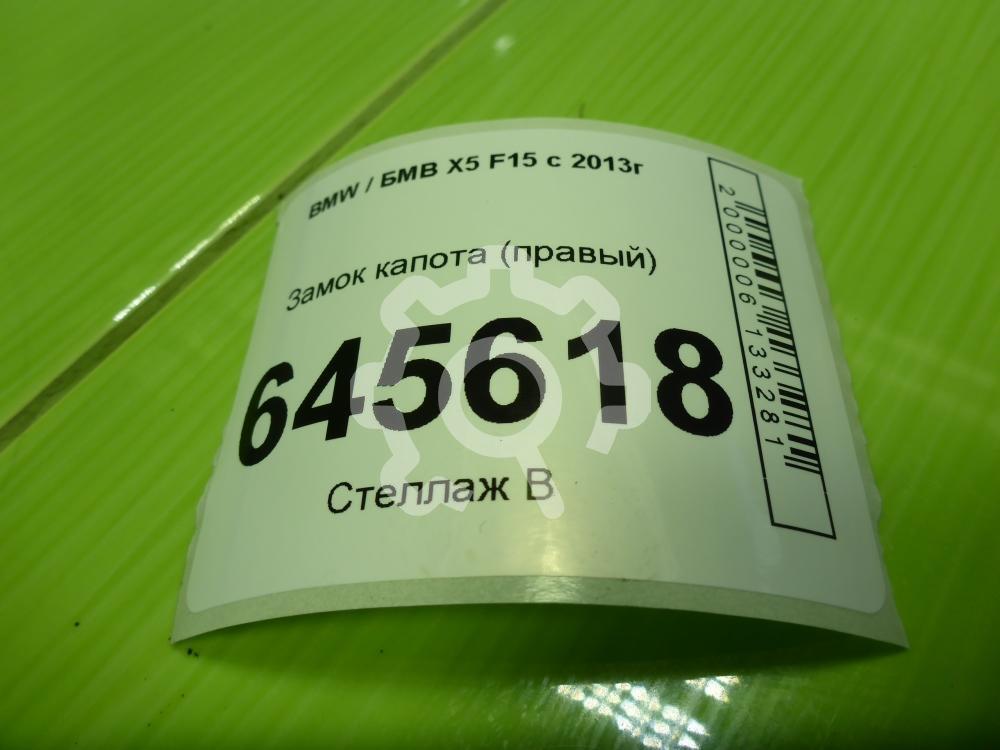 BMW / БМВ X5 F15 с 2013г
Замок капота (правый)
645618
Стеллаж В
2000006133281